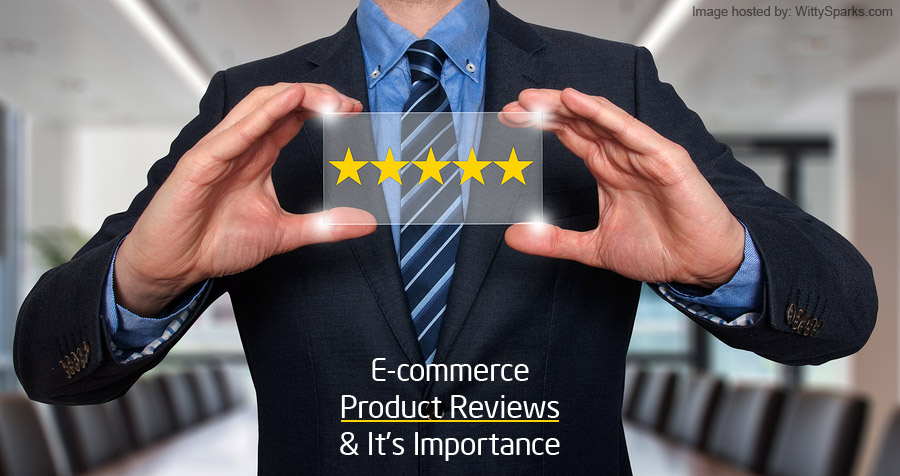 Image hosted by: WittySparks.com
E-commerce
Product Reviews
& It's Importance